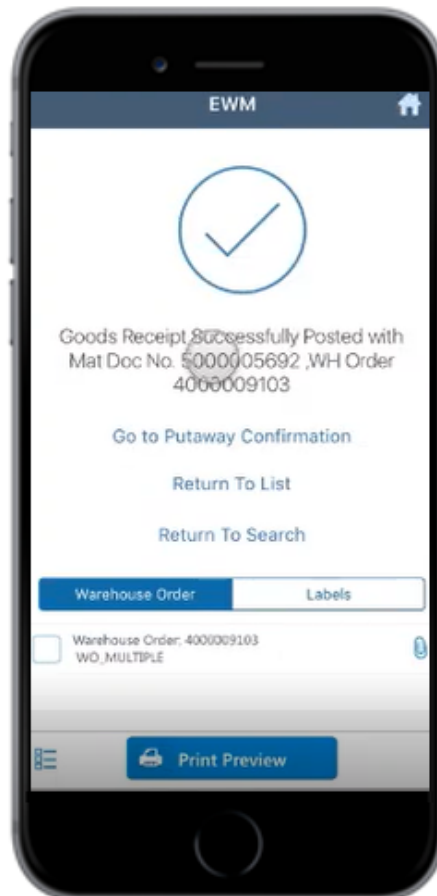 EWM
Goods Receipt Successfully Posted with
Mat Doc No. 5000005692 ,WH Order
4000009103
Go to Putaway Confirmation
Return To List
Return To Search
Warehouse Order
Labels
Warehouse Order: 4000009103
WO_MULTIPLE
Print Preview